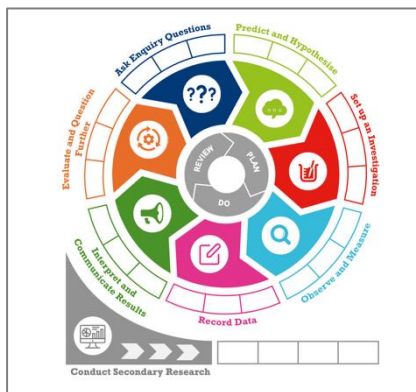 Ask Enquiry Questions
Predict and Hypothesise
Set up an Investigation
Observe and Measure
Record Data
Interpret and
Communicate Results
Evaluate and Question
Further
???
REVIEW
PLAN
DO
Conduct Secondary Research